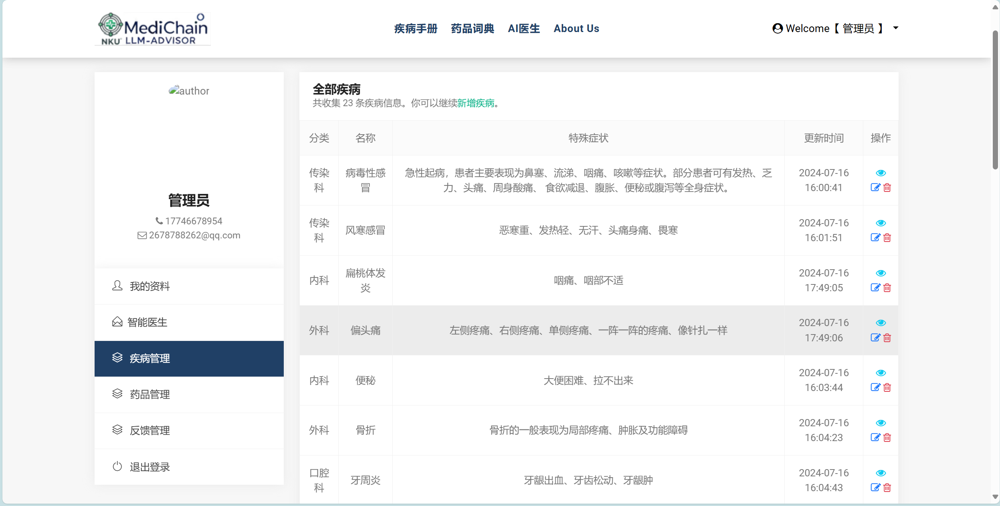 MediChain
NKU LLM-ADVISOR
疾病手册 药品词典 AI医生 About Us
Welcome【 管理员 】
author
管理员
17746678954
2678788262@qq.com
我的资料
智能医生
疾病管理
药品管理
反馈管理
退出登录
全部疾病
共收集 23 条疾病信息。你可以继续新增疾病。
分类 名称 特殊症状 更新时间 操作
传染
科
病毒性感
冒
急性起病，患者主要表现为鼻塞、流涕、咽痛、咳嗽等症状。部分患者可有发热、乏
力、头痛、周身酸痛、 食欲减退、腹胀、便秘或腹泻等全身症状。
2024-07-16
16:00:41
传染
科
风寒感冒
恶寒重、发热轻、无汗、头痛身痛、畏寒
2024-07-16
16:01:51
内科
扁桃体发
炎
咽痛、咽部不适
2024-07-16
17:49:05
外科
偏头痛
左侧疼痛、右侧疼痛、单侧疼痛、一阵一阵的疼痛、像针扎一样
2024-07-16
17:49:06
内科
便秘
大便困难、拉不出来
2024-07-16
16:03:44
外科
骨折
骨折的一般表现为局部疼痛、肿胀及功能障碍
2024-07-16
16:04:23
口腔
科
牙周炎
牙龈出血、牙齿松动、牙龈肿
2024-07-16
16:04:43